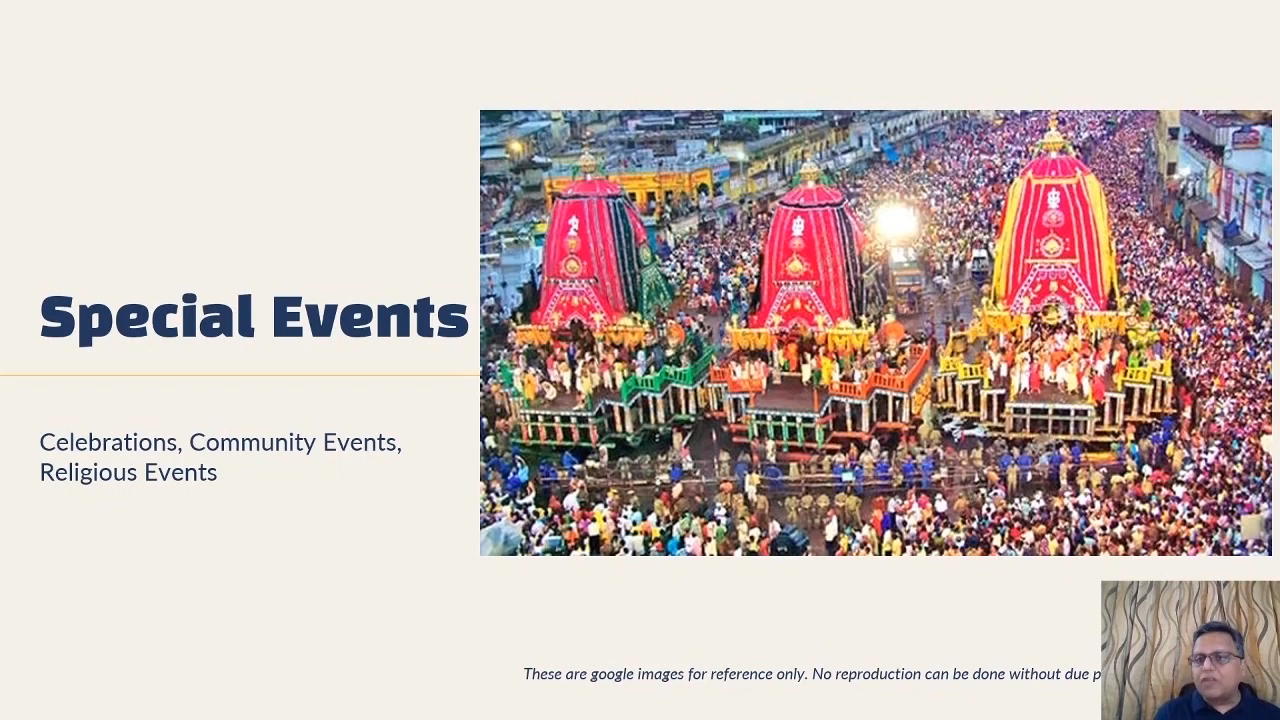 Special Events
Celebrations, Community Events,
Religious Events
These are google images for reference only. No reproduction can be done without due